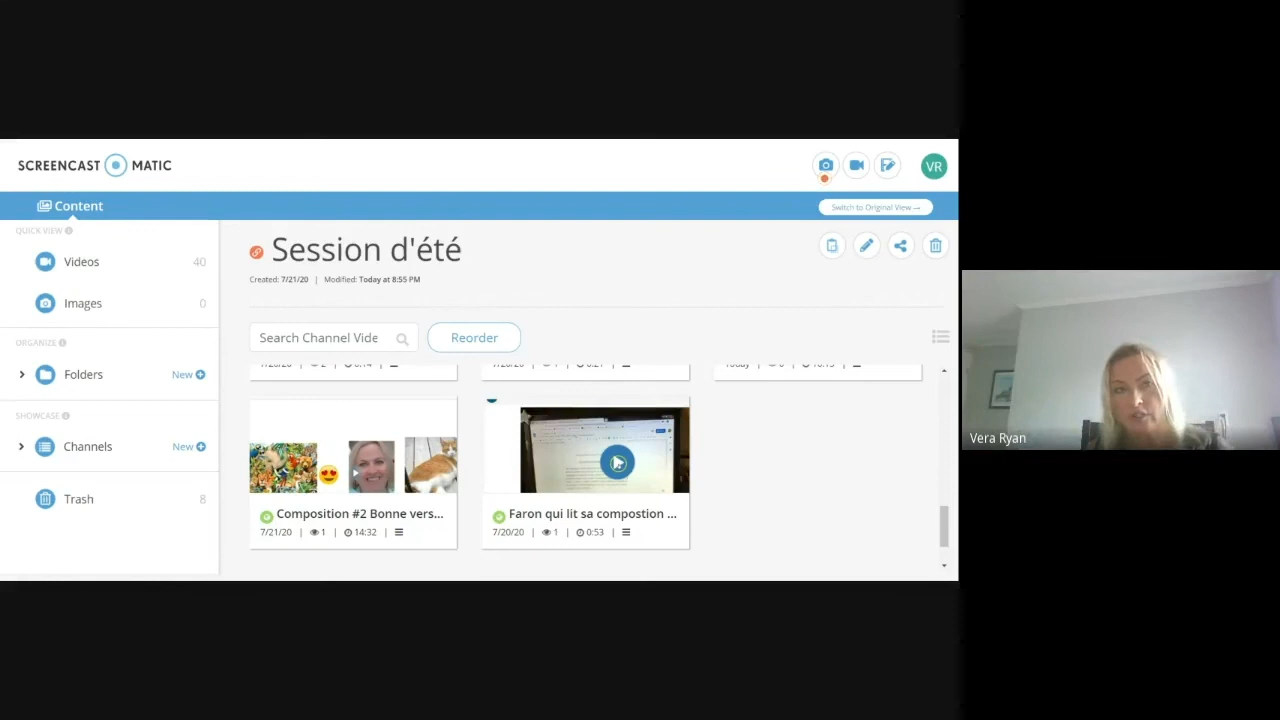 SCREENCAST MATIC
VR
Content
Switch to Original View →
QUICK VIEW
Videos 40
Images 0
ORGANIZE
Folders New
SHOWCASE
Channels New
Trash 8
Session d'été
Created: 7/21/20 | Modified: Today at 8:55 PM
Search Channel Vide
Reorder
Composition #2 Bonne vers...
7/21/20 | 1 | 14:32 |
Faron qui lit sa compostion ...
7/20/20 | 1 | 0:53 |
Vera Ryan